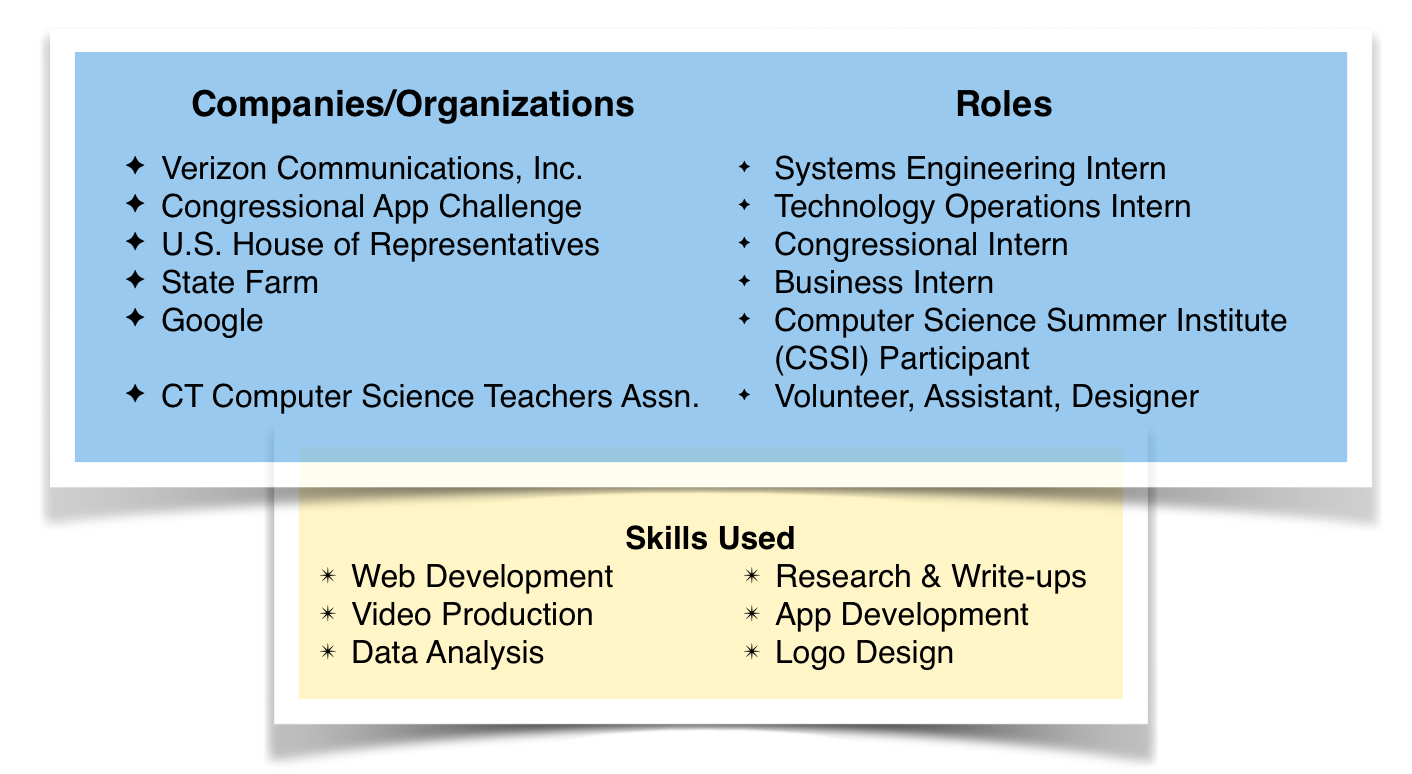 Companies/Organizations
Verizon Communications, Inc.
Congressional App Challenge
U.S. House of Representatives
State Farm
Google
CT Computer Science Teachers Assn.
Roles
Systems Engineering Intern
Technology Operations Intern
Congressional Intern
Business Intern
Computer Science Summer Institute
(CSSI) Participant
Volunteer, Assistant, Designer
Skills Used
Web Development
Video Production
Data Analysis
Research & Write-ups
App Development
Logo Design